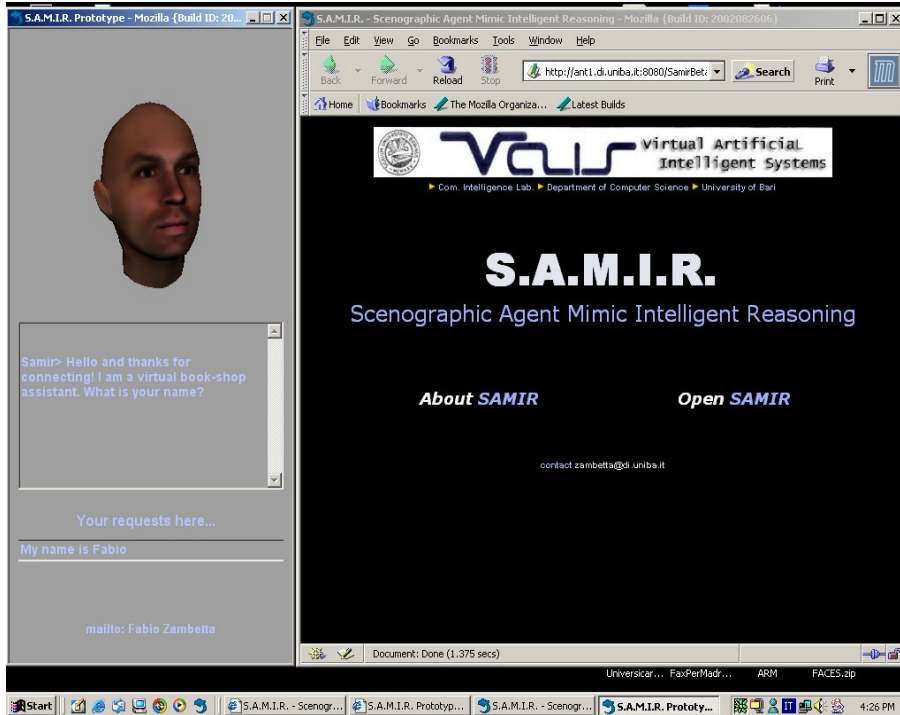 S.A.M.I.R. Prototype - Mozilla {Build ID: 20...
Samir> Hello and thanks for
connecting! I am a virtual book-shop
assistant. What is your name?
Your requests here...
My name is Fabio
mailto: Fabio Zambetta
S.A.M.I.R. - Scenographic Agent Mimic Intelligent Reasoning - Mozilla {Build ID: 2002082606}
File Edit View Go Bookmarks Tools Window Help
Back Forward Reload Stop http://ant1.di.uniba.it:8080/SamirBeta Search Print
Home Bookmarks The Mozilla Organiza... Latest Builds
Vais Virtual Artificial
Intelligent Systems
Com. Intelligence Lab. Department of Computer Science University of Bari
S.A.M.I.R.
Scenographic Agent Mimic Intelligent Reasoning
About SAMIR Open SAMIR
contact zambetta@di.uniba.it
Document: Done (1.375 secs)
Universicar... FaxPerMadr... ARM FACES.zip
Start S.A.M.I.R. - Scenogr... S.A.M.I.R. Prototyp... S.A.M.I.R. - Scenogr... S.A.M.I.R. Prototy... IT 4:26 PM